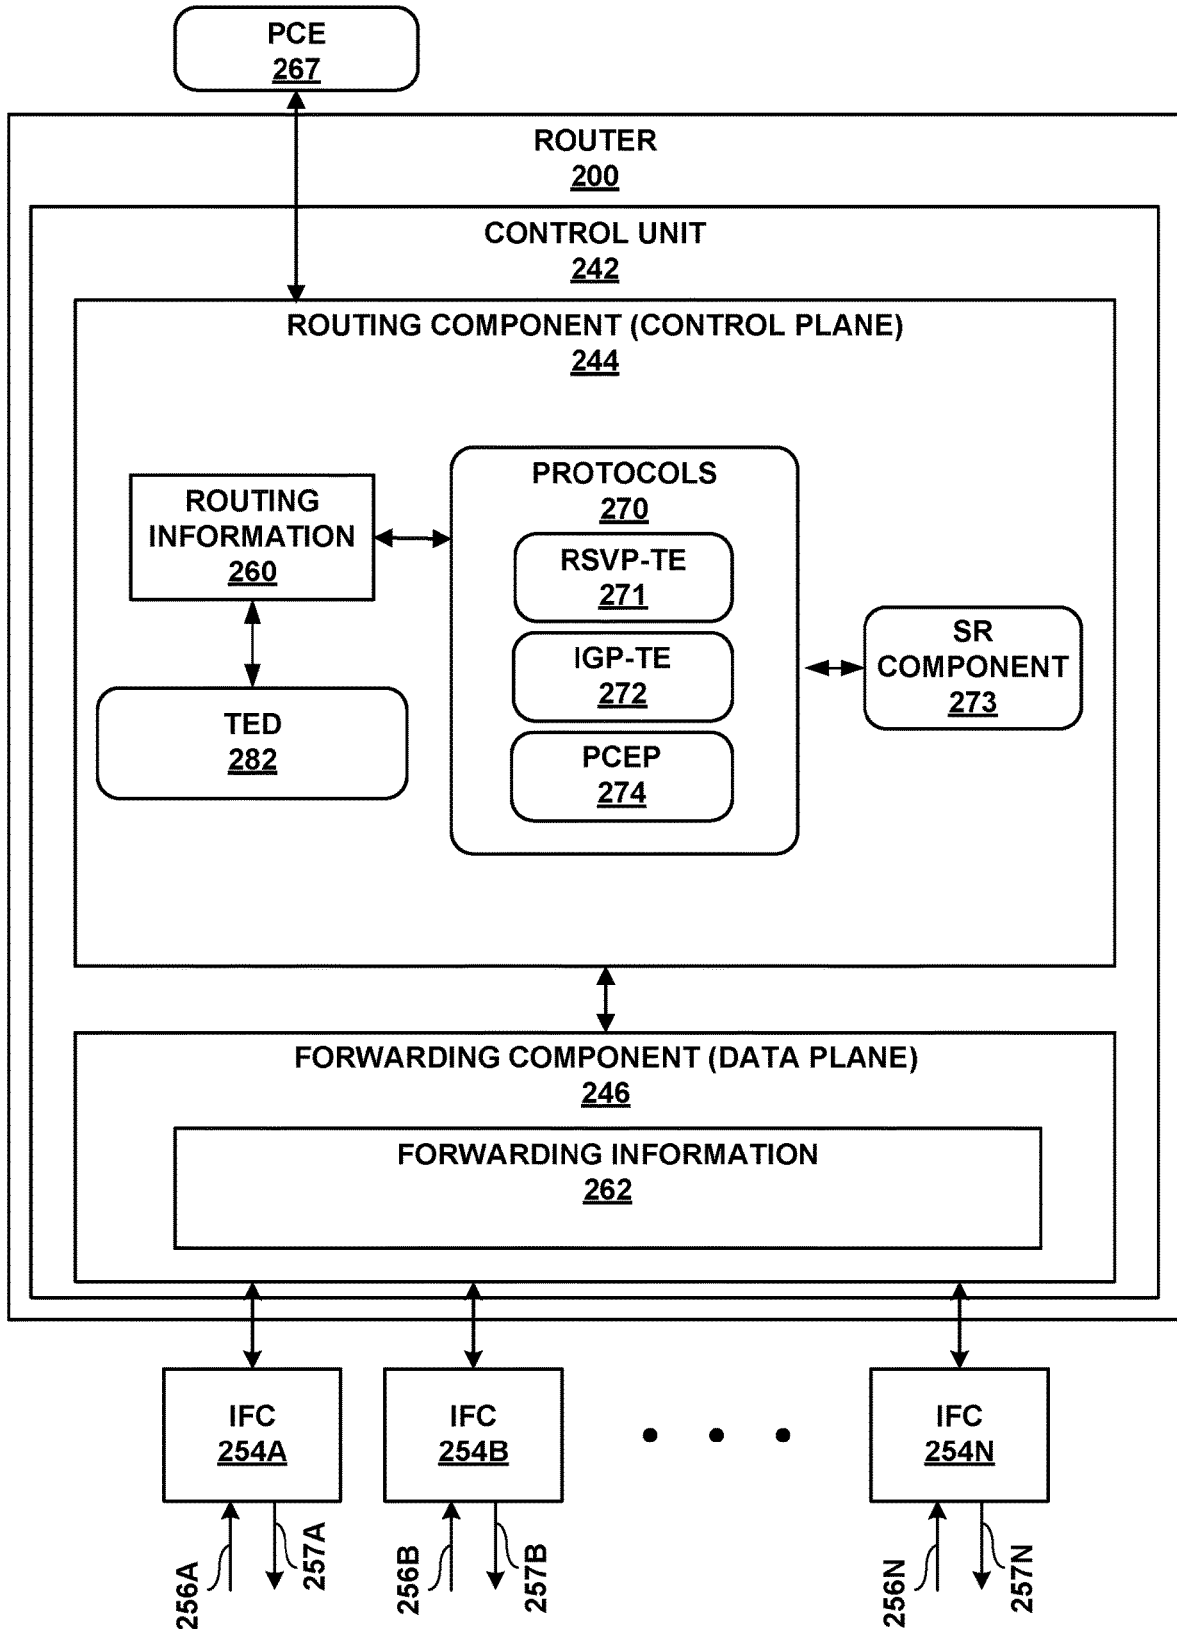 PCE
267
ROUTER
200
CONTROL UNIT
242
ROUTING COMPONENT (CONTROL PLANE)
244
ROUTING
INFORMATION
260
TED
282
PROTOCOLS
270
RSVP-TE
271
IGP-TE
272
PCEP
274
SR
COMPONENT
273
FORWARDING COMPONENT (DATA PLANE)
246
FORWARDING INFORMATION
262
IFC
254A
IFC
254B
IFC
254N
256A
257A
256B
257B
256N
257N